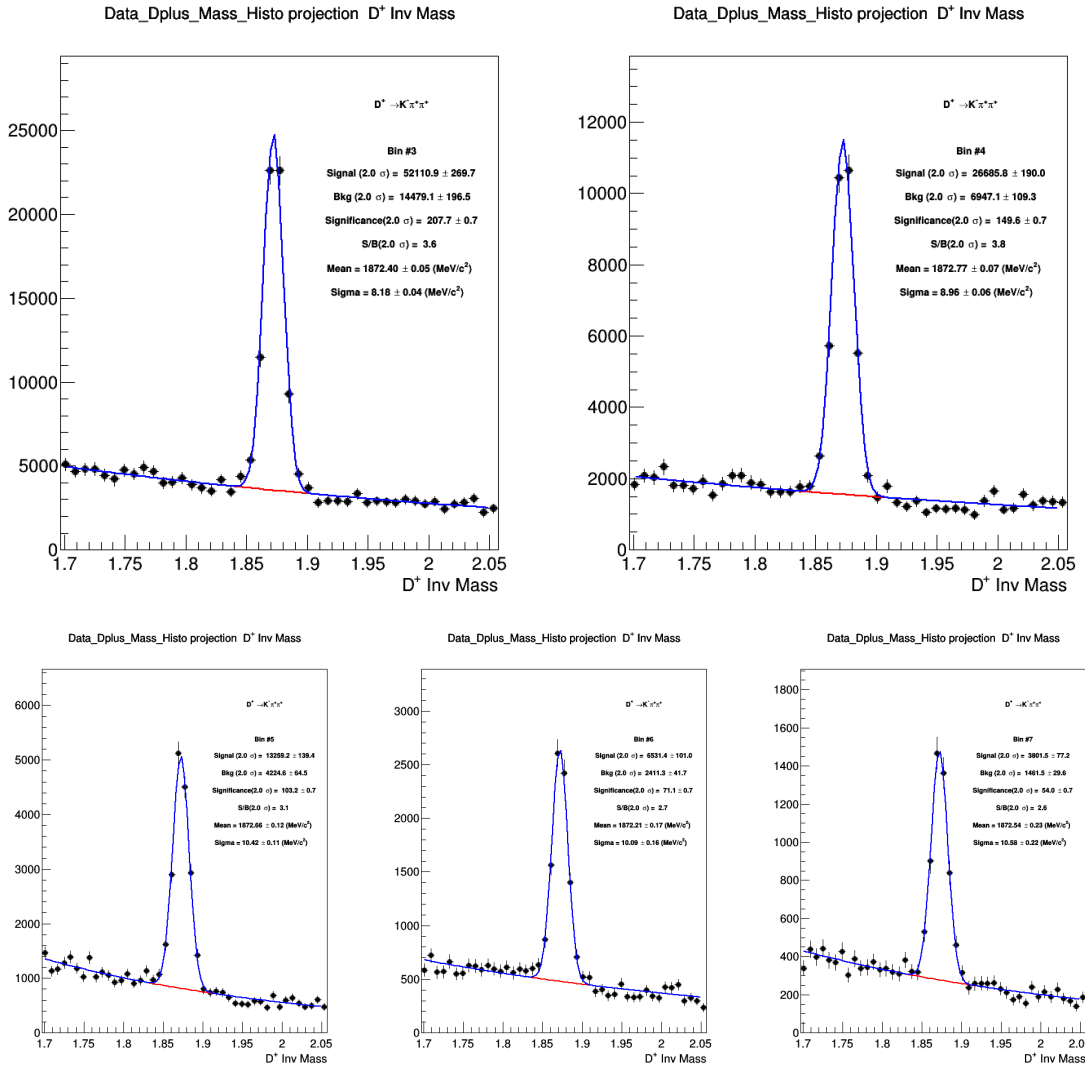 Data_Dplus_Mass_Histo projection D⁺ Inv Mass
D⁺ →K⁻π⁺π⁺
Bin #3
Signal (2.0 σ) = 52110.9 ± 269.7
Bkg (2.0 σ) = 14479.1 ± 196.5
Significance(2.0 σ) = 207.7 ± 0.7
S/B(2.0 σ) = 3.6
Mean = 1872.40 ± 0.05 (MeV/c²)
Sigma = 8.18 ± 0.04 (MeV/c²)
25000
20000
15000
10000
5000
0
1.7 1.75 1.8 1.85 1.9 1.95 2 2.05
D⁺ Inv Mass
Data_Dplus_Mass_Histo projection D⁺ Inv Mass
D⁺ →K⁻π⁺π⁺
Bin #4
Signal (2.0 σ) = 26685.8 ± 190.0
Bkg (2.0 σ) = 6947.1 ± 109.3
Significance(2.0 σ) = 149.6 ± 0.7
S/B(2.0 σ) = 3.8
Mean = 1872.77 ± 0.07 (MeV/c²)
Sigma = 8.96 ± 0.06 (MeV/c²)
12000
10000
8000
6000
4000
2000
0
1.7 1.75 1.8 1.85 1.9 1.95 2 2.05
D⁺ Inv Mass
Data_Dplus_Mass_Histo projection D⁺ Inv Mass
D⁺ →K⁻π⁺π⁺
Bin #5
Signal (2.0 σ) = 13259.2 ± 139.4
Bkg (2.0 σ) = 4224.6 ± 64.5
Significance(2.0 σ) = 103.2 ± 0.7
S/B(2.0 σ) = 3.1
Mean = 1872.66 ± 0.12 (MeV/c²)
Sigma = 10.42 ± 0.11 (MeV/c²)
6000
5000
4000
3000
2000
1000
0
1.7 1.75 1.8 1.85 1.9 1.95 2 2.05
D⁺ Inv Mass
Data_Dplus_Mass_Histo projection D⁺ Inv Mass
D⁺ →K⁻π⁺π⁺
Bin #6
Signal (2.0 σ) = 6531.4 ± 101.0
Bkg (2.0 σ) = 2411.3 ± 41.7
Significance(2.0 σ) = 71.1 ± 0.7
S/B(2.0 σ) = 2.7
Mean = 1872.21 ± 0.17 (MeV/c²)
Sigma = 10.09 ± 0.16 (MeV/c²)
3000
2500
2000
1500
1000
500
0
1.7 1.75 1.8 1.85 1.9 1.95 2 2.05
D⁺ Inv Mass
Data_Dplus_Mass_Histo projection D⁺ Inv Mass
D⁺ →K⁻π⁺π⁺
Bin #7
Signal (2.0 σ) = 3801.5 ± 77.2
Bkg (2.0 σ) = 1461.5 ± 29.6
Significance(2.0 σ) = 54.0 ± 0.7
S/B(2.0 σ) = 2.6
Mean = 1872.54 ± 0.23 (MeV/c²)
Sigma = 10.58 ± 0.22 (MeV/c²)
1800
1600
1400
1200
1000
800
600
400
200
0
1.7 1.75 1.8 1.85 1.9 1.95 2 2.0
D⁺ Inv Mass